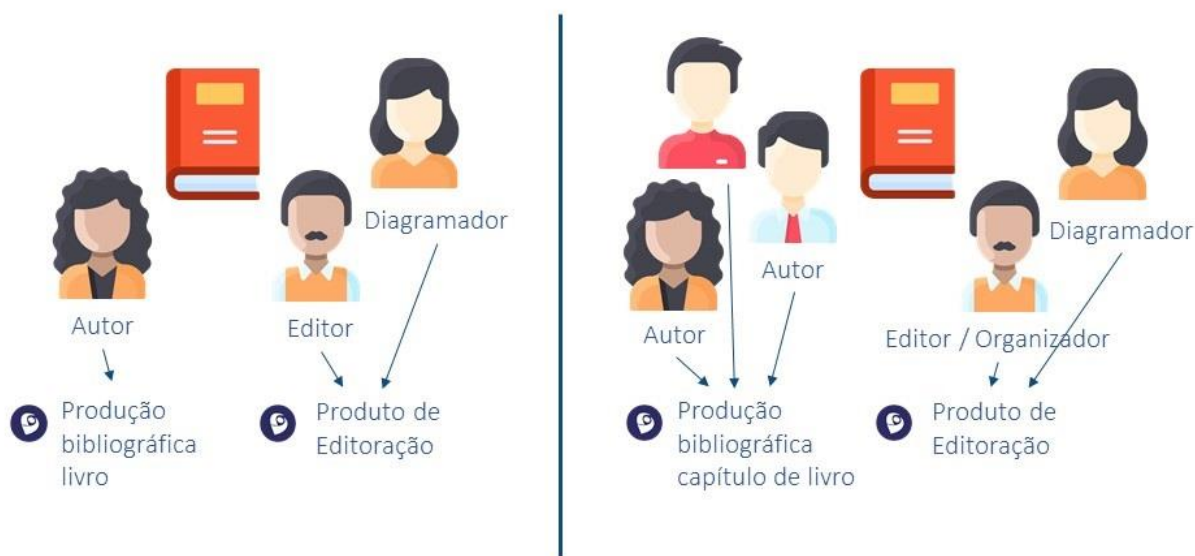 Diagramador
Autor
Editor
Produção
bibliográfica
livro
Produto de
Editoração
Autor
Autor
Diagramador
Editor / Organizador
Produção
bibliográfica
capítulo de livro
Produto de
Editoração